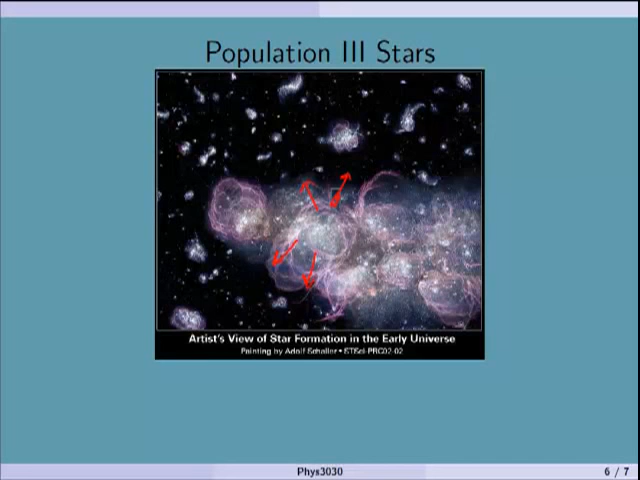 Population III Stars
Artist's View of Star Formation in the Early Universe
Painting by Adolf Schaller • STScI-PRC02-02
Phys3030
6 / 7